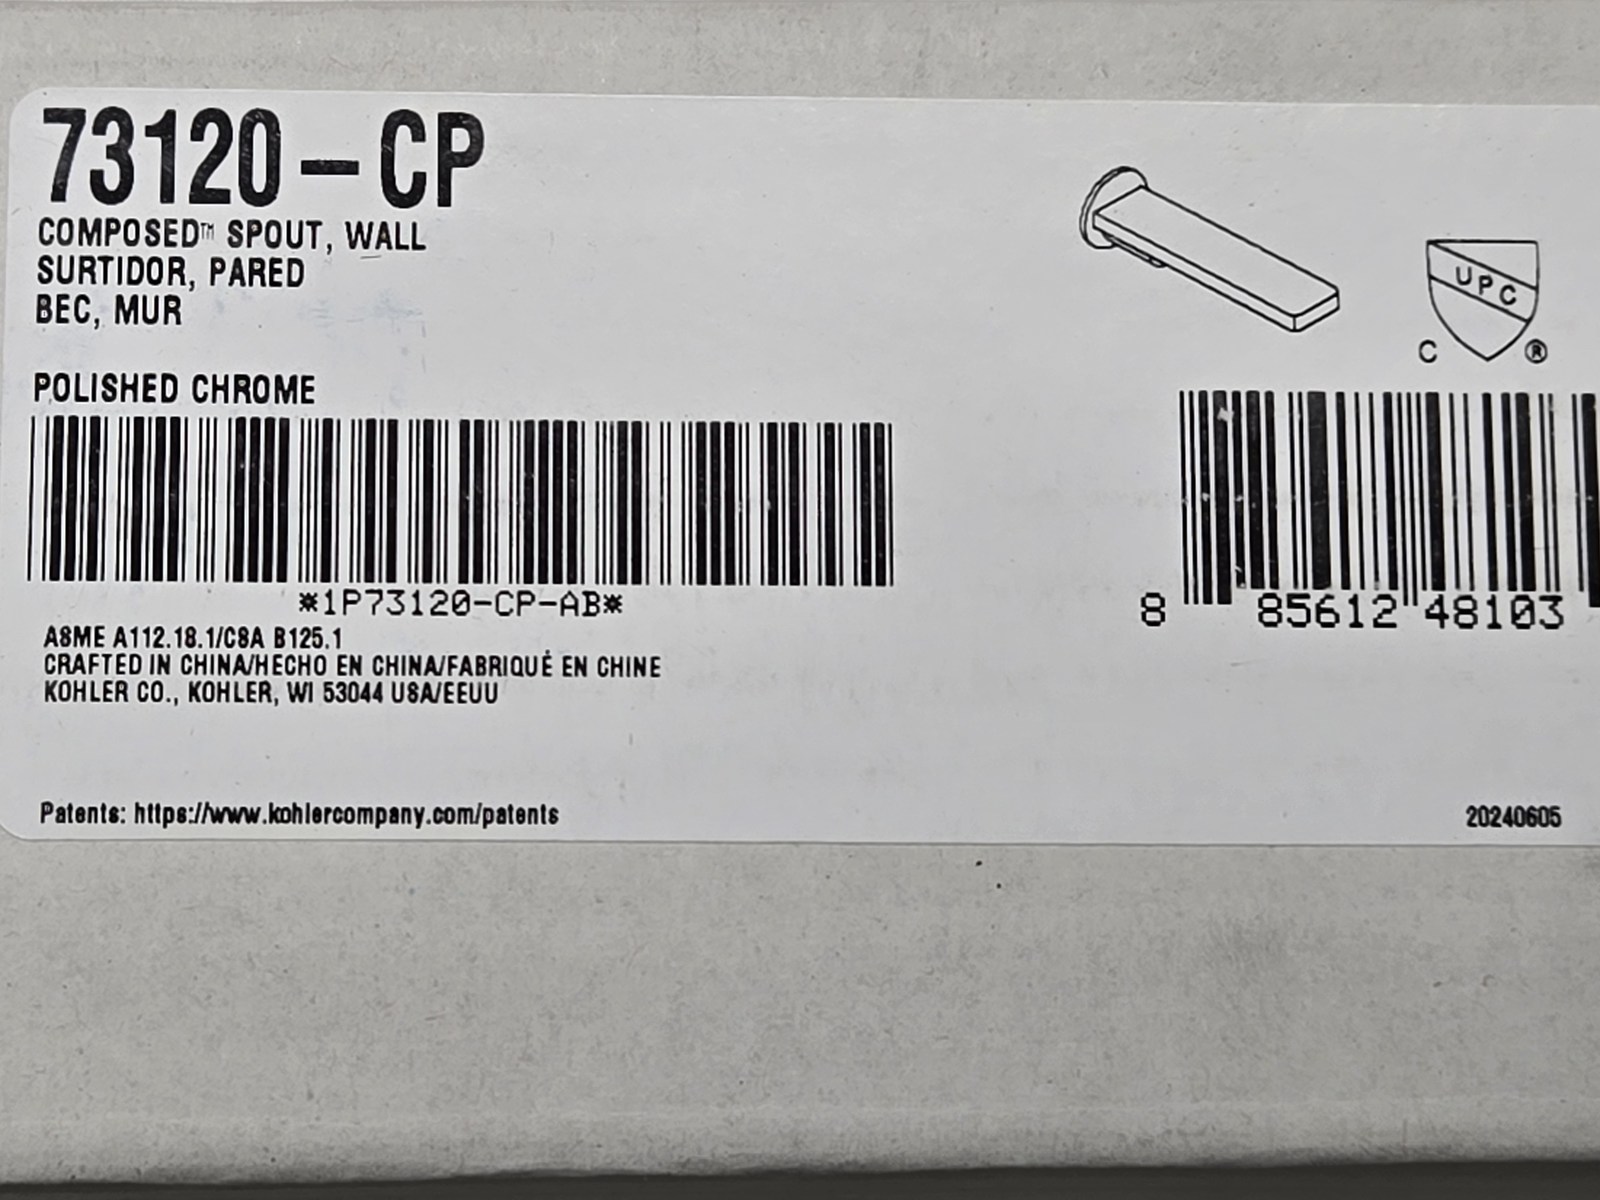 73120-CP
COMPOSED™ SPOUT, WALL
SURTIDOR, PARED
BEC, MUR
POLISHED CHROME
*1P73120-CP-AB*
ASME A112.18.1/CSA B125.1
CRAFTED IN CHINA/HECHO EN CHINA/FABRIQUÉ EN CHINE
KOHLER CO., KOHLER, WI 53044 USA/EEUU
Patents: https://www.kohlercompany.com/patents
UPC
C ®
8 85612 48103
20240605